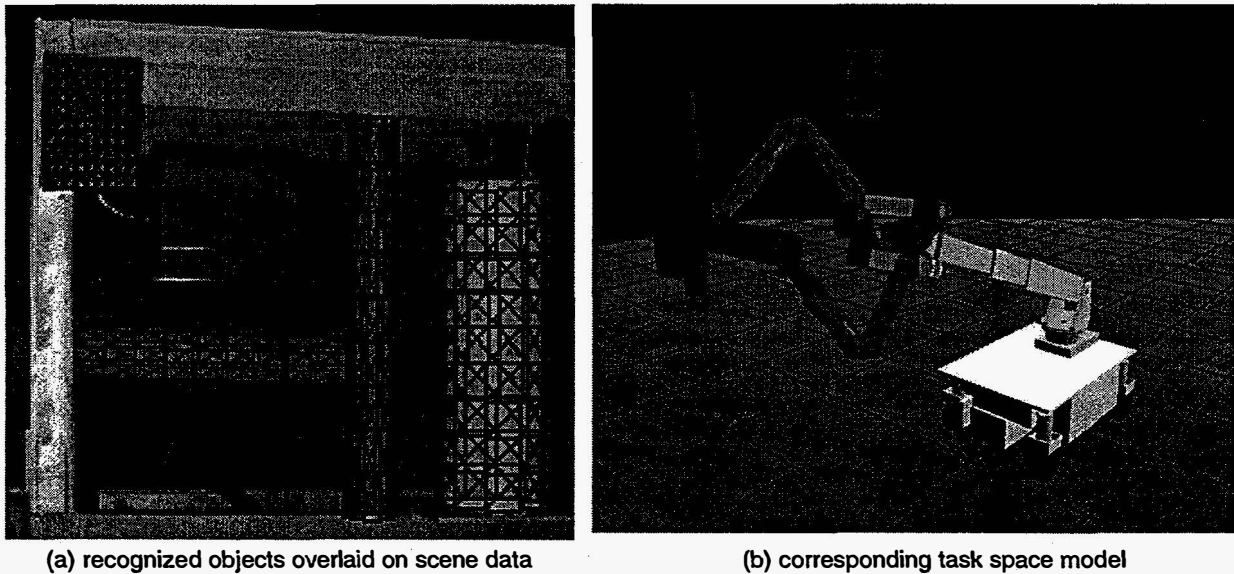 (a) recognized objects overlaid on scene data
(b) corresponding task space model